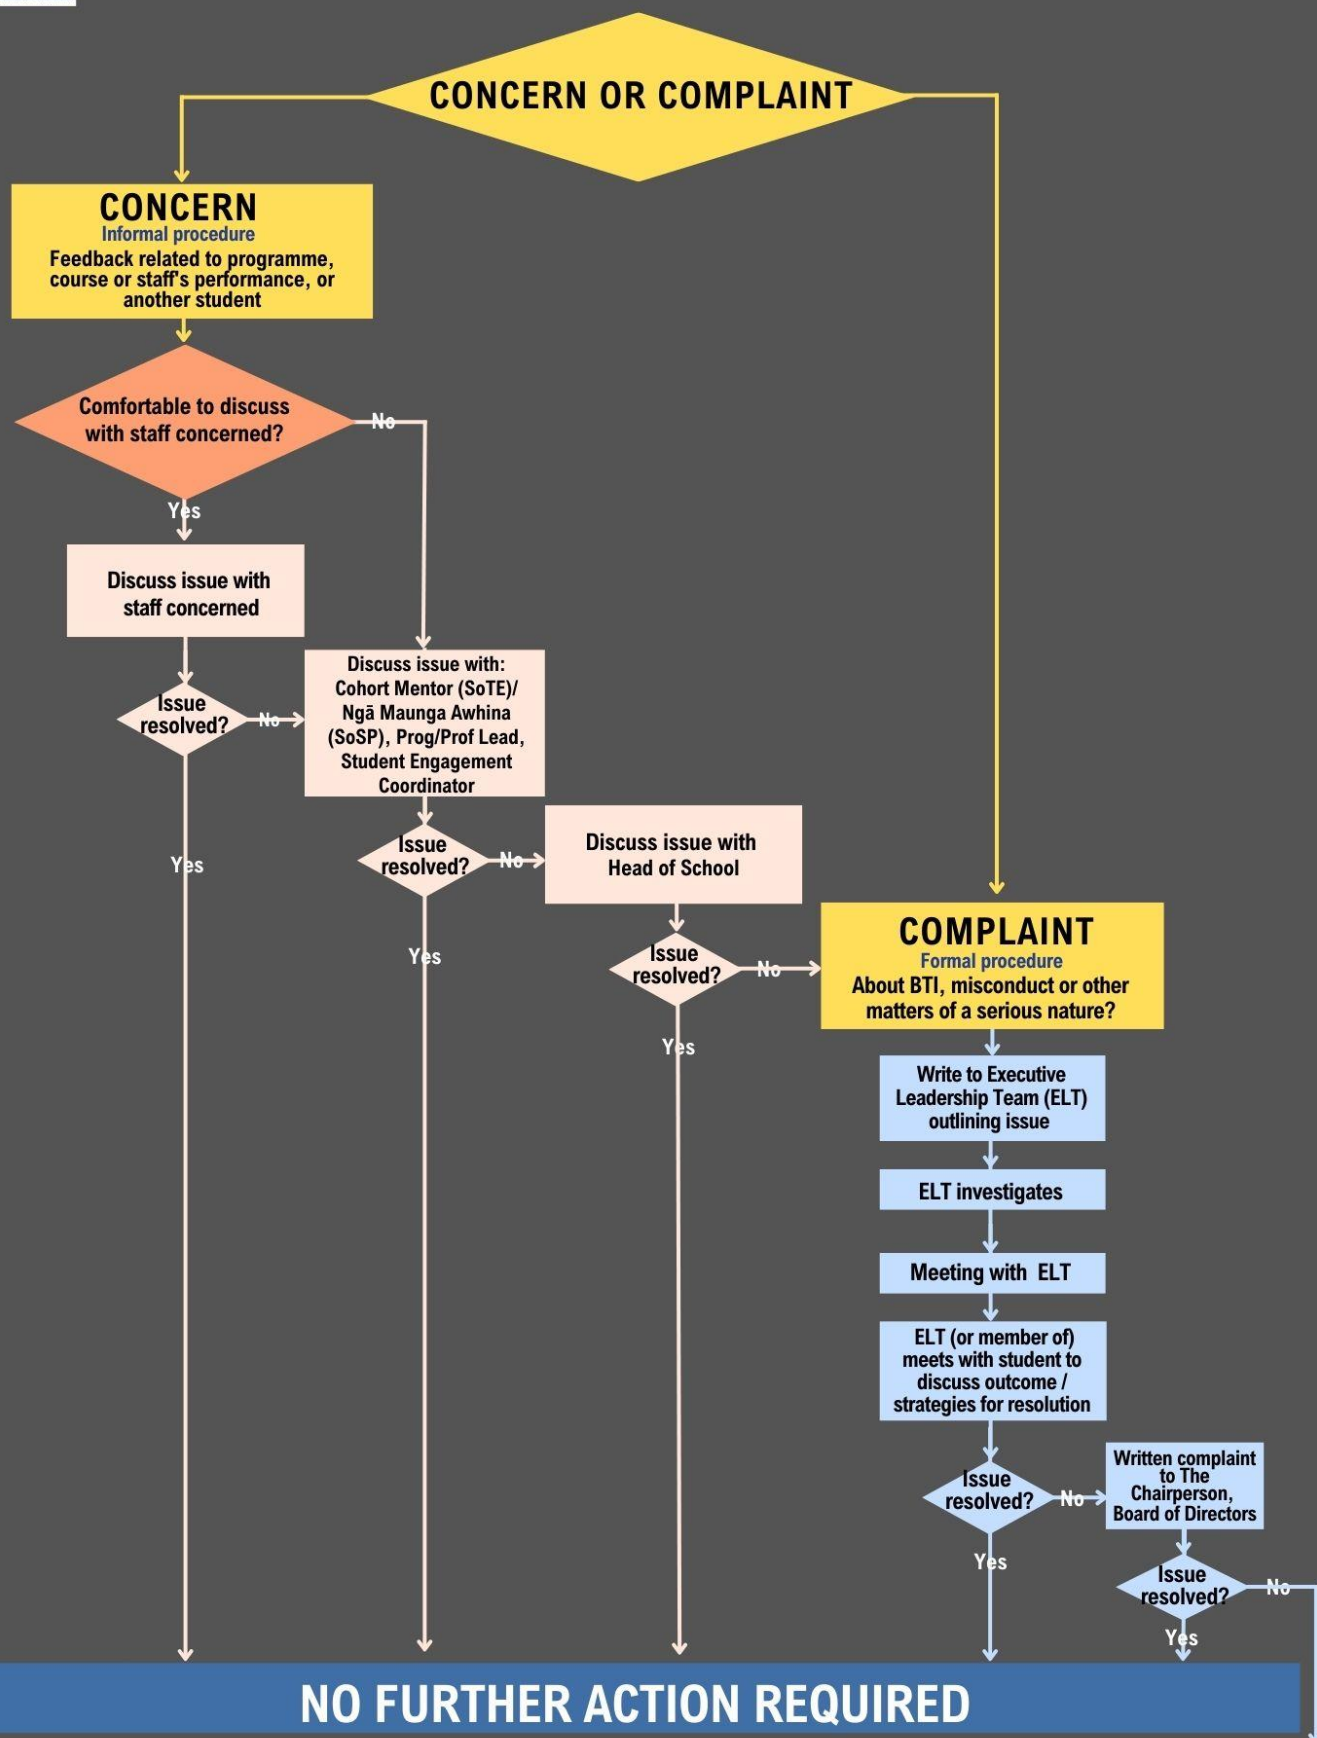 CONCERN OR COMPLAINT
CONCERN
Informal procedure
Feedback related to programme,
course or staff's performance, or
another student
Comfortable to discuss
with staff concerned?
No
Yes
Discuss issue with
staff concerned
Issue
resolved?
No
Yes
Discuss issue with:
Cohort Mentor (SoTE)/
Ngā Maunga Awhina
(SoSP), Prog/Prof Lead,
Student Engagement
Coordinator
Issue
resolved?
No
Yes
Discuss issue with
Head of School
Issue
resolved?
No
Yes
COMPLAINT
Formal procedure
About BTI, misconduct or other
matters of a serious nature?
Write to Executive
Leadership Team (ELT)
outlining issue
ELT investigates
Meeting with ELT
ELT (or member of)
meets with student to
discuss outcome /
strategies for resolution
Issue
resolved?
No
Yes
Written complaint
to The
Chairperson,
Board of Directors
Issue
resolved?
No
Yes
NO FURTHER ACTION REQUIRED